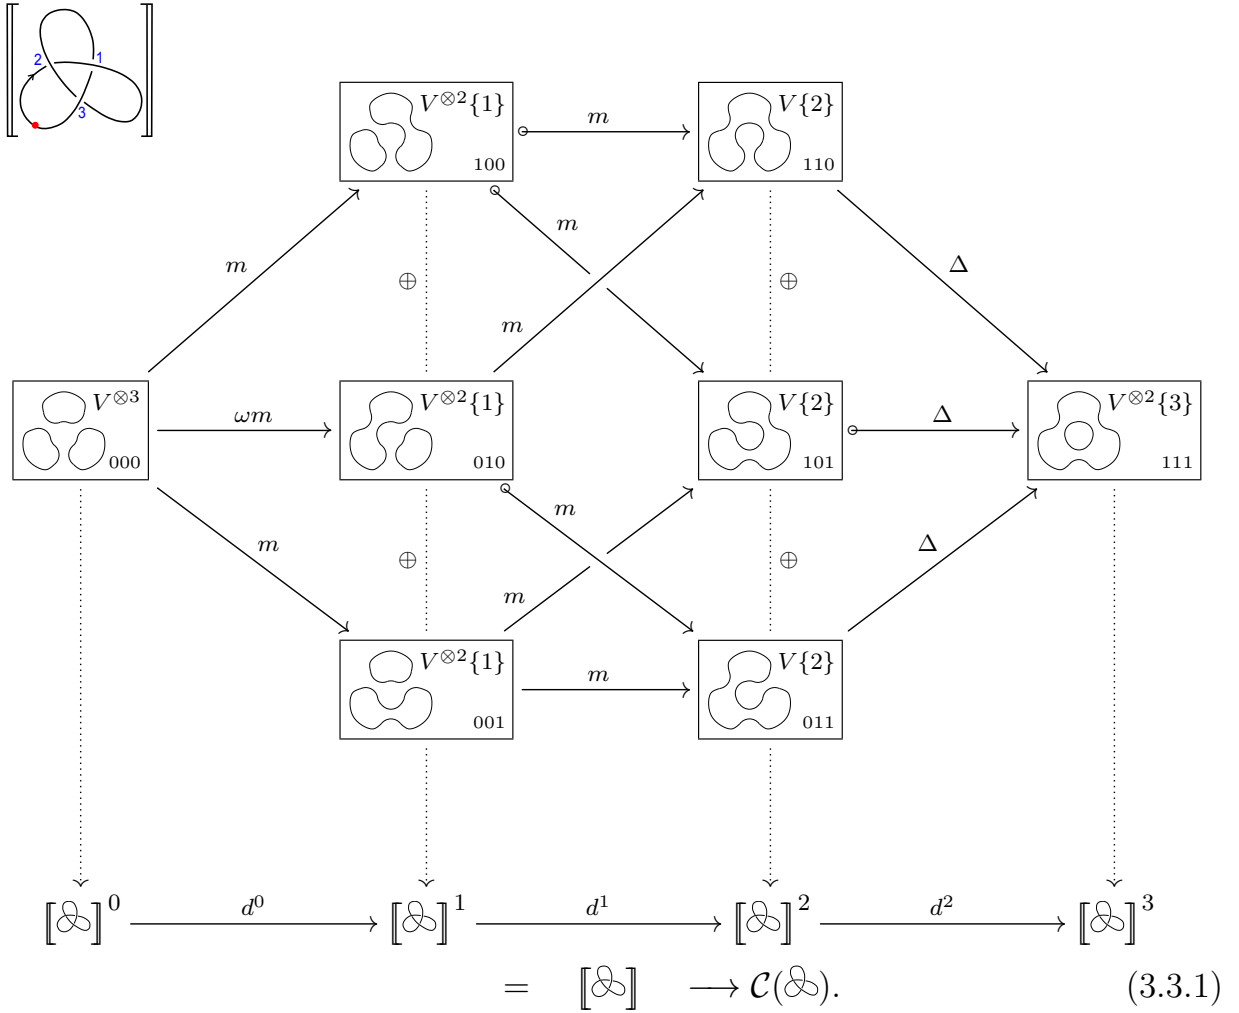 2 1
3
V^{⊗2}{1} m V{2}
100 110
m Δ
m ⊕ ⊕
m
V^{⊗3} ωm V^{⊗2}{1} V{2} Δ V^{⊗2}{3}
000 010 101 111
m m Δ
⊕ ⊕
m
V^{⊗2}{1} m V{2}
001 011
⟦ ⟧^0 d^0 ⟦ ⟧^1 d^1 ⟦ ⟧^2 d^2 ⟦ ⟧^3
= ⟦ ⟧ ⟶ 𝒞( ). (3.3.1)